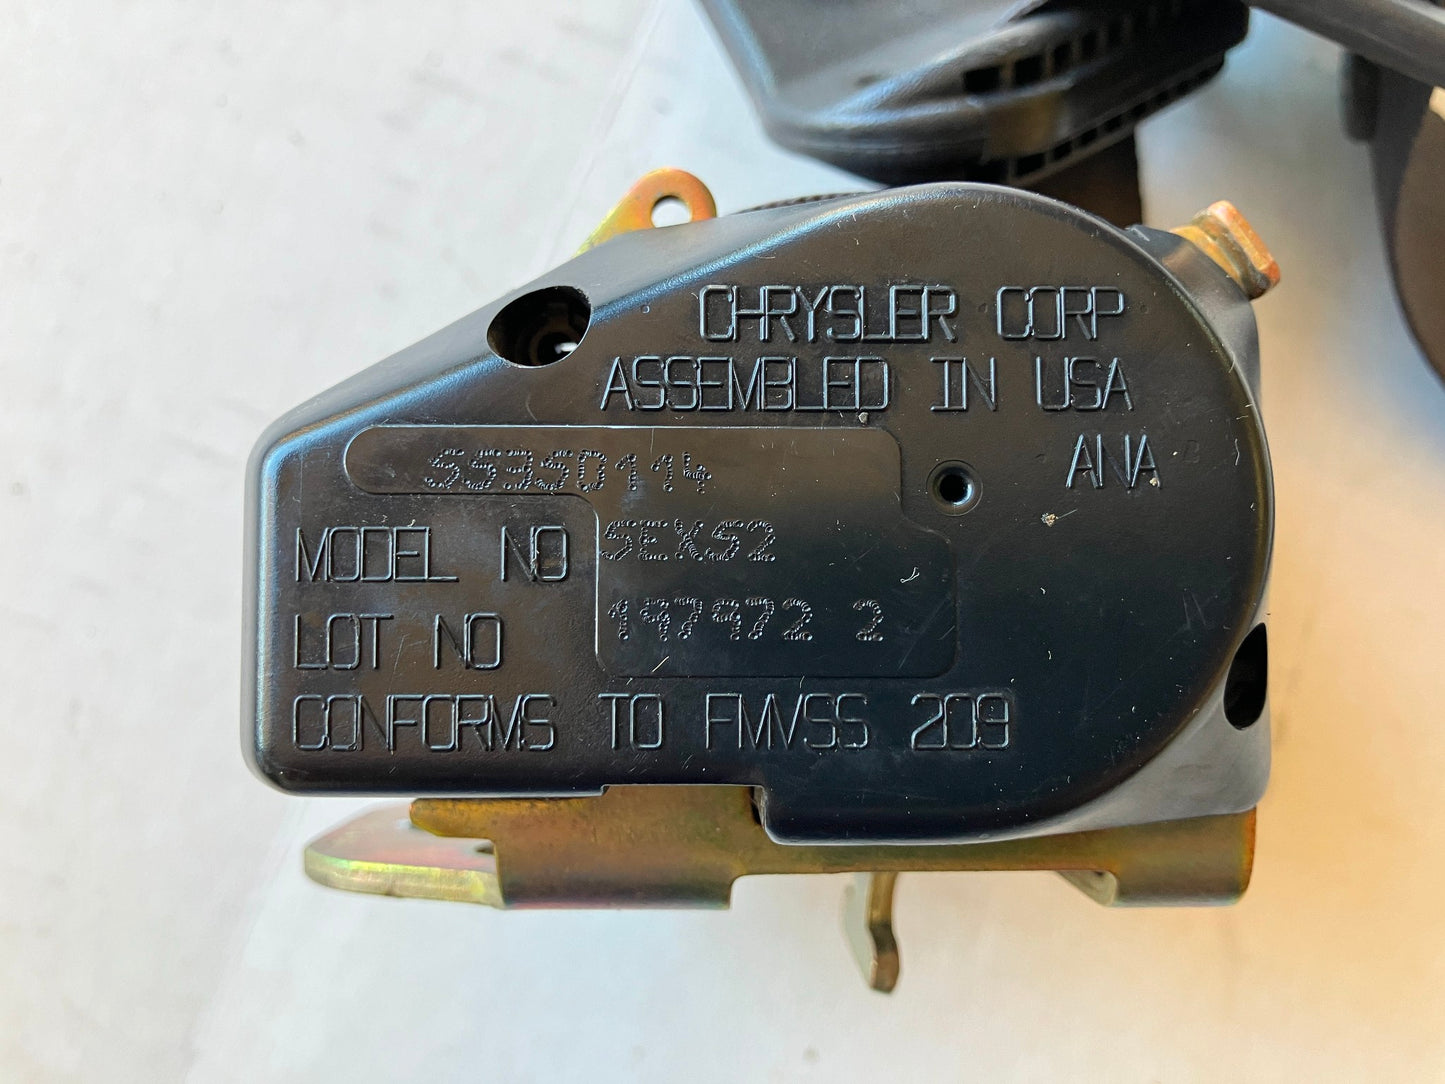 CHRYSLER CORP
ASSEMBLED IN USA
ANA
55350114
MODEL NO 5EXS2
LOT NO 197972 2
CONFORMS TO FMVSS 209